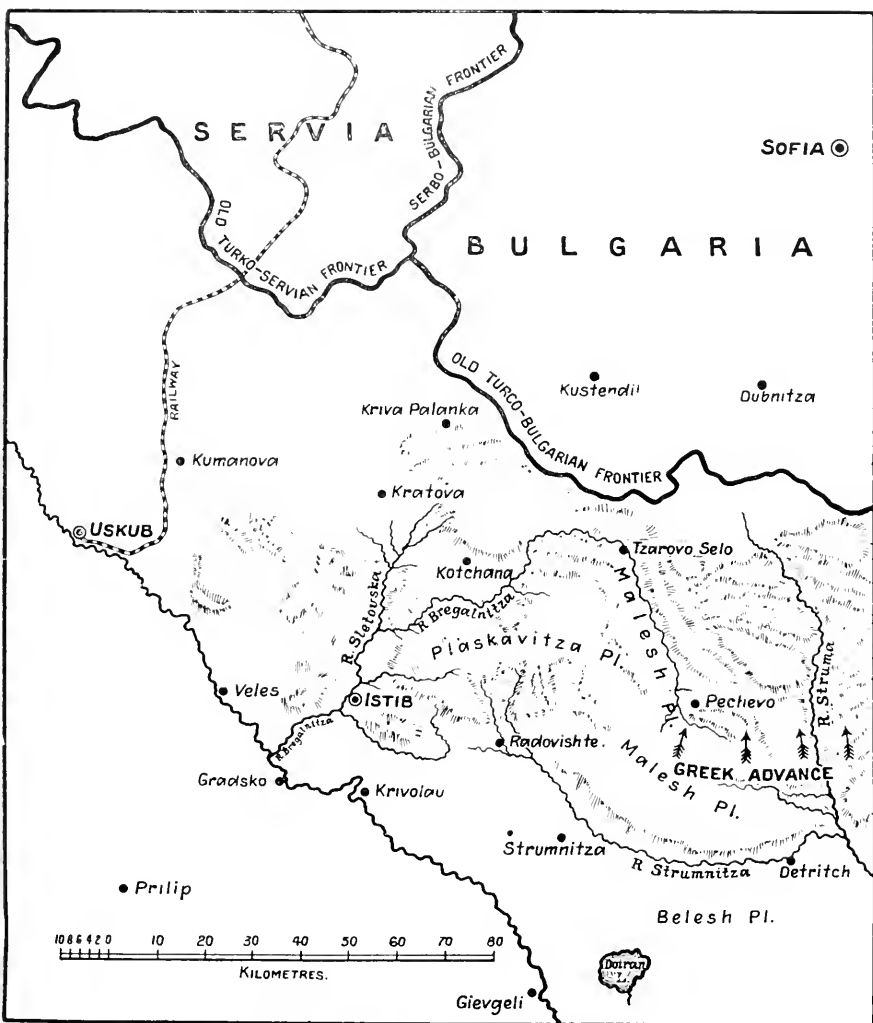 SERVIA
SERBO-BULGARIAN FRONTIER
SOFIA
OLD TURKO-SERVIAN FRONTIER
BULGARIA
RAILWAY
OLD TURCO-BULGARIAN FRONTIER
Kustendil
Dubnitza
Kriva Palanka
Kumanova
Kratova
USKUB
Tzarovo Selo
Kotchana
R. Sletovska
R Bregalnitza
Malesh Pl.
Plaskavitza Pl.
R. Struma
Veles
ISTIB
Pechevo
R. Bregalnitza
Radovishte.
Malesh Pl.
GREEK ADVANCE
Gradsko
Krivolau
Strumnitza
R Strumnitza
Detritch
Prilip
Belesh Pl.
10 8 6 4 2 0 10 20 30 40 50 60 70 80
KILOMETRES.
Doiran
L.
Gievgeli